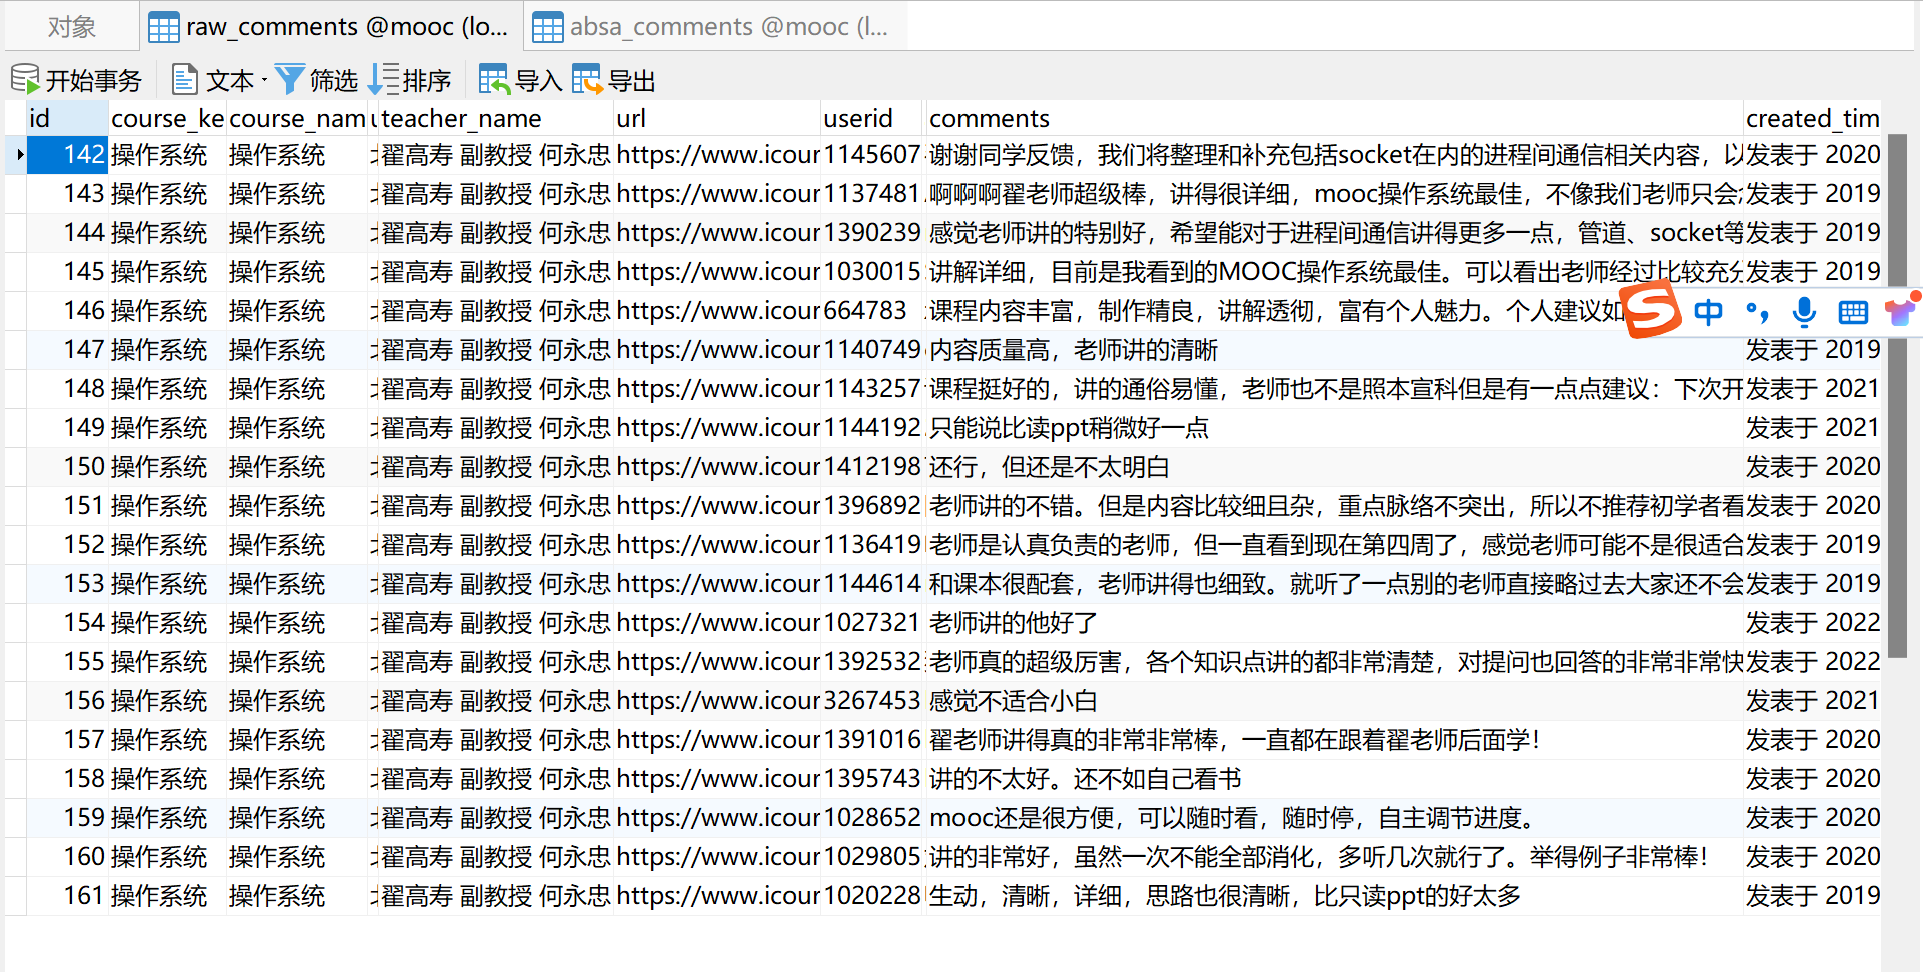 对象 raw_comments @mooc (lo... absa_comments @mooc (l...
开始事务 文本 筛选 排序 导入 导出
id course_ke course_nam u teacher_name url userid comments created_tim
142 操作系统 操作系统 翟高寿 副教授 何永忠 https://www.icour 1145607 谢谢同学反馈，我们将整理和补充包括socket在内的进程间通信相关内容，以 发表于 2020
143 操作系统 操作系统 翟高寿 副教授 何永忠 https://www.icour 1137481 啊啊啊翟老师超级棒，讲得很详细，mooc操作系统最佳，不像我们老师只会 发表于 2019
144 操作系统 操作系统 翟高寿 副教授 何永忠 https://www.icour 1390239 感觉老师讲的特别好，希望能对于进程间通信讲得更多一点，管道、socket等 发表于 2019
145 操作系统 操作系统 翟高寿 副教授 何永忠 https://www.icour 1030015 讲解详细，目前是我看到的MOOC操作系统最佳。可以看出老师经过比较充分 发表于 2019
146 操作系统 操作系统 翟高寿 副教授 何永忠 https://www.icour 664783 课程内容丰富，制作精良，讲解透彻，富有个人魅力。个人建议如 中
147 操作系统 操作系统 翟高寿 副教授 何永忠 https://www.icour 1140749 内容质量高，老师讲的清晰 发表于 2019
148 操作系统 操作系统 翟高寿 副教授 何永忠 https://www.icour 1143257 课程挺好的，讲的通俗易懂，老师也不是照本宣科但是有一点点建议：下次开 发表于 2021
149 操作系统 操作系统 翟高寿 副教授 何永忠 https://www.icour 1144192 只能说比读ppt稍微好一点 发表于 2021
150 操作系统 操作系统 翟高寿 副教授 何永忠 https://www.icour 1412198 还行，但还是不太明白 发表于 2020
151 操作系统 操作系统 翟高寿 副教授 何永忠 https://www.icour 1396892 老师讲的不错。但是内容比较细且杂，重点脉络不突出，所以不推荐初学者看 发表于 2020
152 操作系统 操作系统 翟高寿 副教授 何永忠 https://www.icour 1136419 老师是认真负责的老师，但一直看到现在第四周了，感觉老师可能不是很适合 发表于 2019
153 操作系统 操作系统 翟高寿 副教授 何永忠 https://www.icour 1144614 和课本很配套，老师讲得也细致。就听了一点别的老师直接略过去大家还不会 发表于 2019
154 操作系统 操作系统 翟高寿 副教授 何永忠 https://www.icour 1027321 老师讲的他好了 发表于 2022
155 操作系统 操作系统 翟高寿 副教授 何永忠 https://www.icour 1392532 老师真的超级厉害，各个知识点讲的都非常清楚，对提问也回答的非常非常快 发表于 2022
156 操作系统 操作系统 翟高寿 副教授 何永忠 https://www.icour 3267453 感觉不适合小白 发表于 2021
157 操作系统 操作系统 翟高寿 副教授 何永忠 https://www.icour 1391016 翟老师讲得真的非常非常棒，一直都在跟着翟老师后面学！ 发表于 2020
158 操作系统 操作系统 翟高寿 副教授 何永忠 https://www.icour 1395743 讲的不太好。还不如自己看书 发表于 2020
159 操作系统 操作系统 翟高寿 副教授 何永忠 https://www.icour 1028652 mooc还是很方便，可以随时看，随时停，自主调节进度。 发表于 2020
160 操作系统 操作系统 翟高寿 副教授 何永忠 https://www.icour 1029805 讲的非常好，虽然一次不能全部消化，多听几次就行了。举得例子非常棒！ 发表于 2020
161 操作系统 操作系统 翟高寿 副教授 何永忠 https://www.icour 1020228 生动，清晰，详细，思路也很清晰，比只读ppt的好太多 发表于 2019